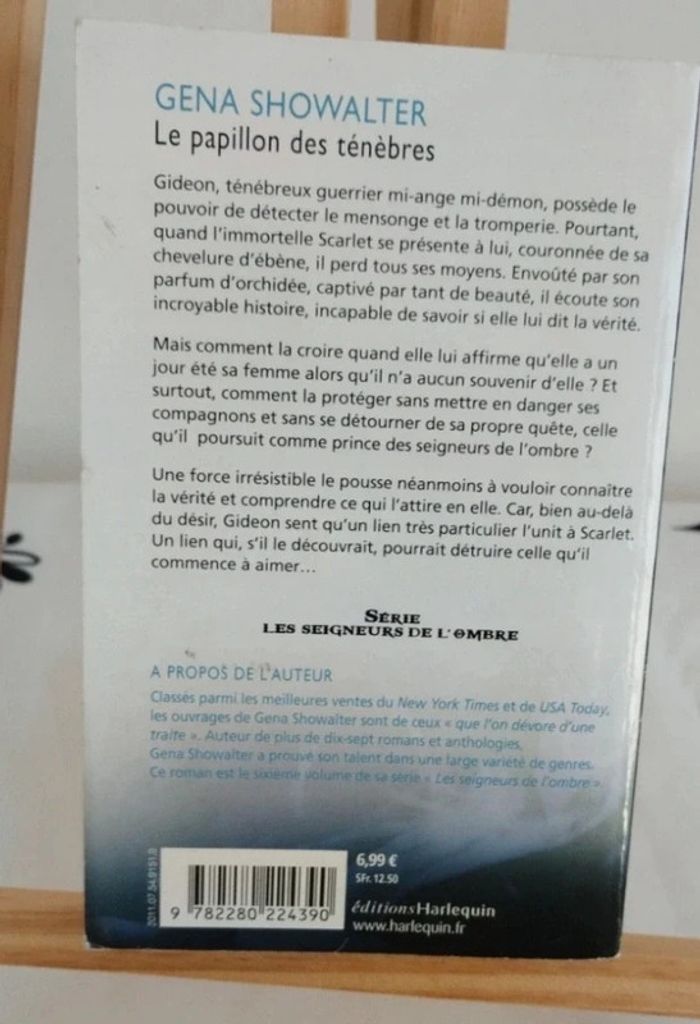 GENA SHOWALTER
Le papillon des ténèbres
Gideon, ténébreux guerrier mi-ange mi-démon, possède le
pouvoir de détecter le mensonge et la tromperie. Pourtant,
quand l'immortelle Scarlet se présente à lui, couronnée de sa
chevelure d'ébène, il perd tous ses moyens. Envoûté par son
parfum d'orchidée, captivé par tant de beauté, il écoute son
incroyable histoire, incapable de savoir si elle lui dit la vérité.
Mais comment la croire quand elle lui affirme qu'elle a un
jour été sa femme alors qu'il n'a aucun souvenir d'elle ? Et
surtout, comment la protéger sans mettre en danger ses
compagnons et sans se détourner de sa propre quête, celle
qu'il poursuit comme prince des seigneurs de l'ombre ?
Une force irrésistible le pousse néanmoins à vouloir connaître
la vérité et comprendre ce qui l'attire en elle. Car, bien au-delà
du désir, Gideon sent qu'un lien très particulier l'unit à Scarlet.
Un lien qui, s'il le découvrait, pourrait détruire celle qu'il
commence à aimer...
SÉRIE
LES SEIGNEURS DE L'OMBRE
A PROPOS DE L'AUTEUR
Classés parmi les meilleures ventes du New York Times et de USA Today,
les ouvrages de Gena Showalter sont de ceux « que l'on dévore d'une
traite ». Auteur de plus de dix-sept romans et anthologies,
Gena Showalter a prouvé son talent dans une large variété de genres.
Ce roman est le sixième volume de sa série « Les seigneurs de l'ombre ».
6,99 €
SFr. 12.50
9 782280 224390
éditions Harlequin
www.harlequin.fr